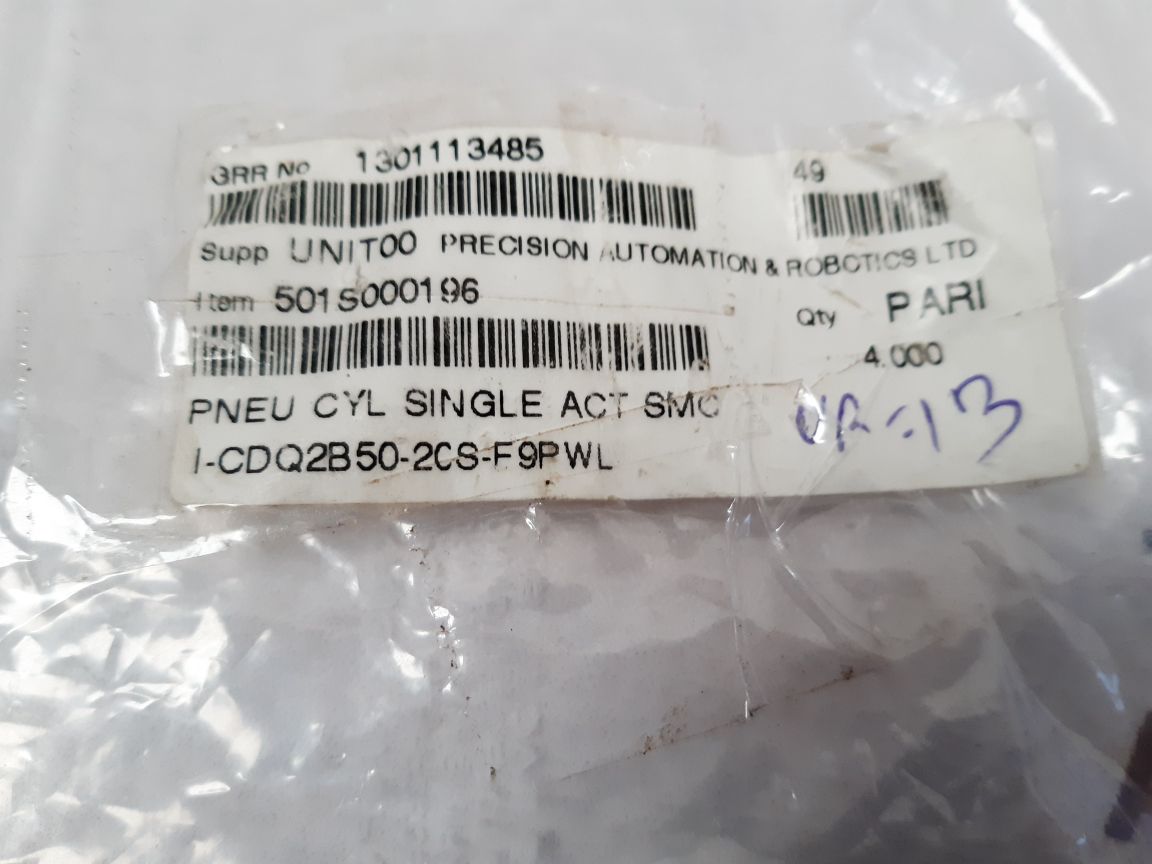 GRR No 1301113485 49
Supp UNIT00 PRECISION AUTOMATION & ROBOTICS LTD
Item 501S000196 Qty PARI
4.000
PNEU CYL SINGLE ACT SMC
I-CDQ2B50-20S-F9PWL